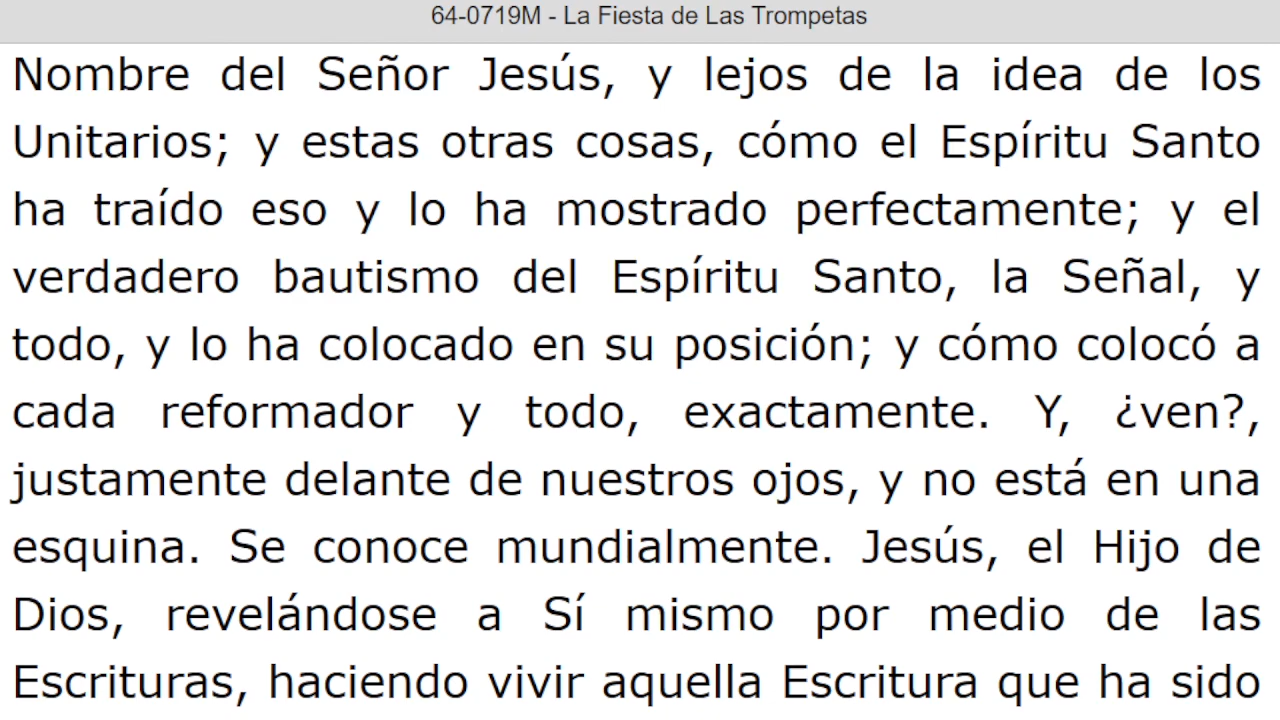 64-0719M - La Fiesta de Las Trompetas
Nombre del Señor Jesús, y lejos de la idea de los
Unitarios; y estas otras cosas, cómo el Espíritu Santo
ha traído eso y lo ha mostrado perfectamente; y el
verdadero bautismo del Espíritu Santo, la Señal, y
todo, y lo ha colocado en su posición; y cómo colocó a
cada reformador y todo, exactamente. Y, ¿ven?,
justamente delante de nuestros ojos, y no está en una
esquina. Se conoce mundialmente. Jesús, el Hijo de
Dios, revelándose a Sí mismo por medio de las
Escrituras, haciendo vivir aquella Escritura que ha sido